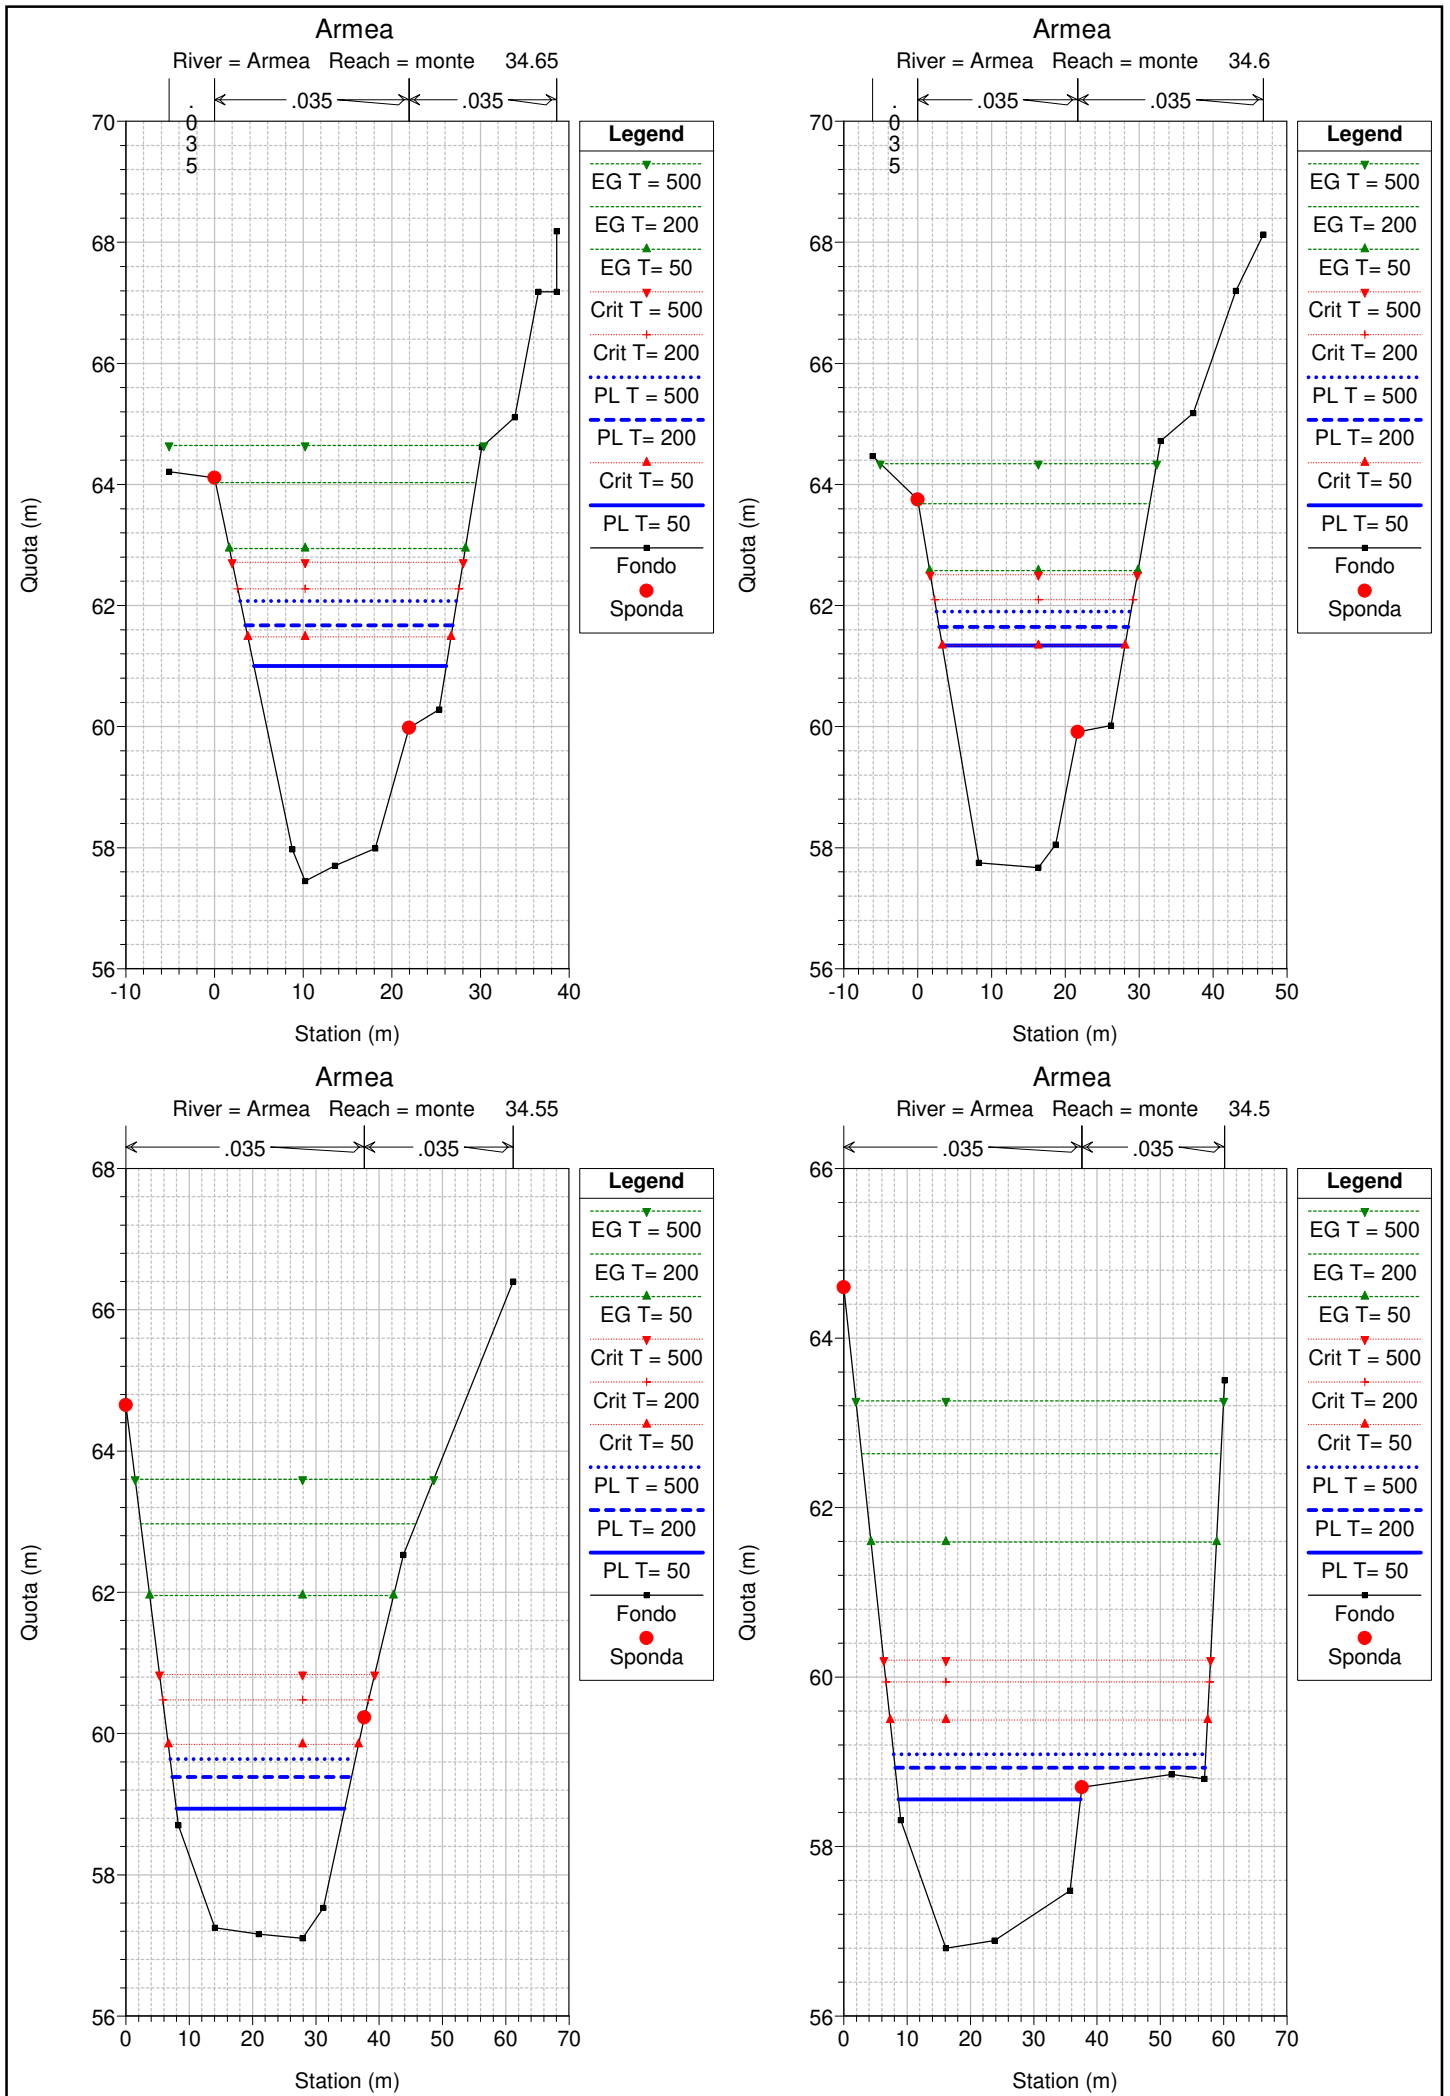 Armea
River = Armea Reach = monte 34.65
.035 .035
.
0
3
5
70
68
66
64
62
60
58
56
-10 0 10 20 30 40
Quota (m)
Station (m)
Legend
EG T = 500
EG T= 200
EG T= 50
Crit T = 500
Crit T= 200
PL T = 500
PL T= 200
Crit T= 50
PL T= 50
Fondo
Sponda
Armea
River = Armea Reach = monte 34.6
.035 .035
.
0
3
5
70
68
66
64
62
60
58
56
-10 0 10 20 30 40 50
Quota (m)
Station (m)
Legend
EG T = 500
EG T= 200
EG T= 50
Crit T = 500
Crit T= 200
PL T = 500
PL T= 200
Crit T= 50
PL T= 50
Fondo
Sponda
Armea
River = Armea Reach = monte 34.55
.035 .035
68
66
64
62
60
58
56
0 10 20 30 40 50 60 70
Quota (m)
Station (m)
Legend
EG T = 500
EG T= 200
EG T= 50
Crit T = 500
Crit T= 200
Crit T= 50
PL T = 500
PL T= 200
PL T= 50
Fondo
Sponda
Armea
River = Armea Reach = monte 34.5
.035 .035
66
64
62
60
58
56
0 10 20 30 40 50 60 70
Quota (m)
Station (m)
Legend
EG T = 500
EG T= 200
EG T= 50
Crit T = 500
Crit T= 200
Crit T= 50
PL T = 500
PL T= 200
PL T= 50
Fondo
Sponda